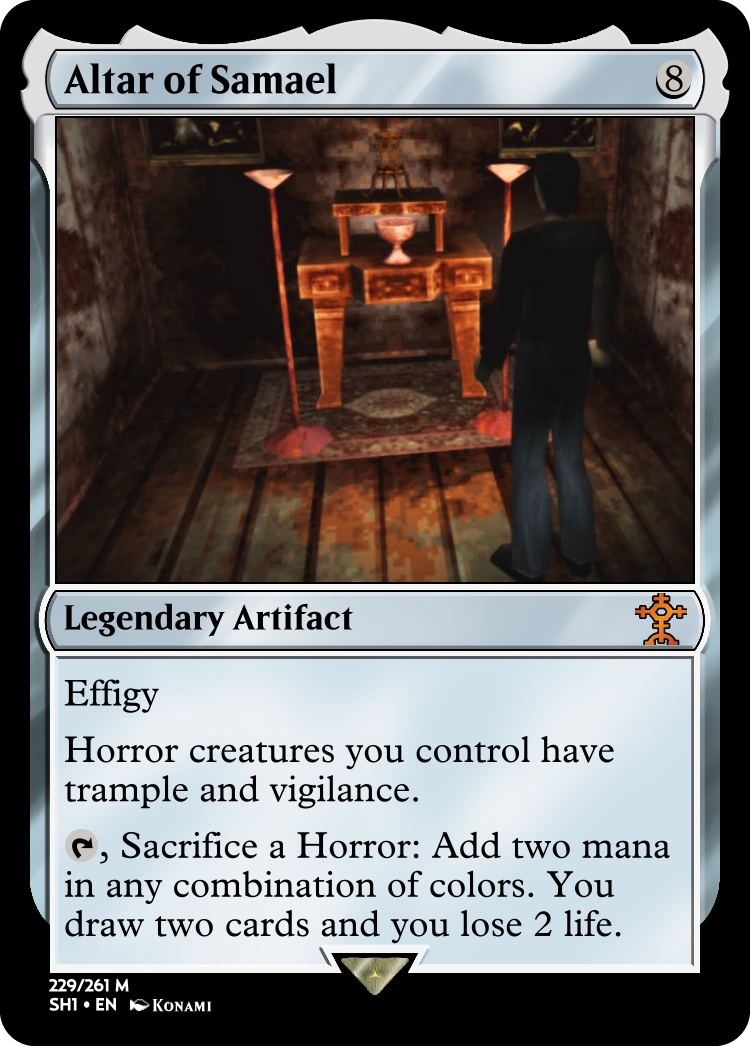 Altar of Samael 8
Legendary Artifact
Effigy
Horror creatures you control have
trample and vigilance.
, Sacrifice a Horror: Add two mana
in any combination of colors. You
draw two cards and you lose 2 life.
229/261 M
SH1 • EN KONAMI